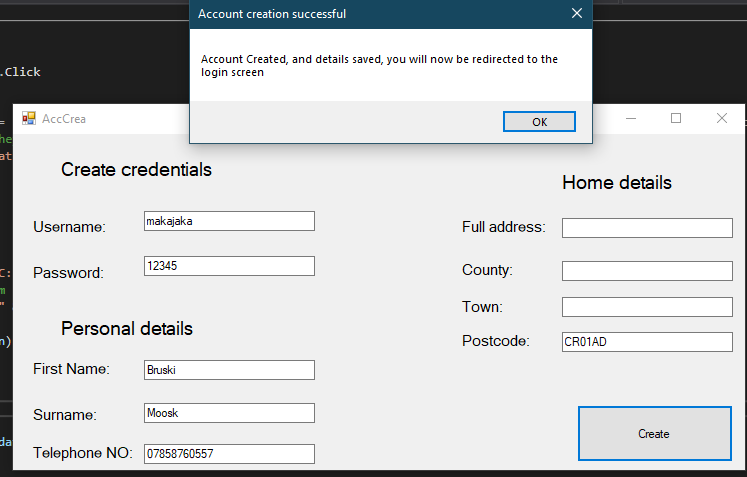 Account creation successful
Account Created, and details saved, you will now be redirected to the
login screen
OK
.Click
AccCrea
Create credentials
Username:
makajaka
Password:
12345
Personal details
First Name:
Bruski
Surname:
Moosk
Telephone NO:
07858760557
Home details
Full address:
County:
Town:
Postcode:
CR01AD
Create